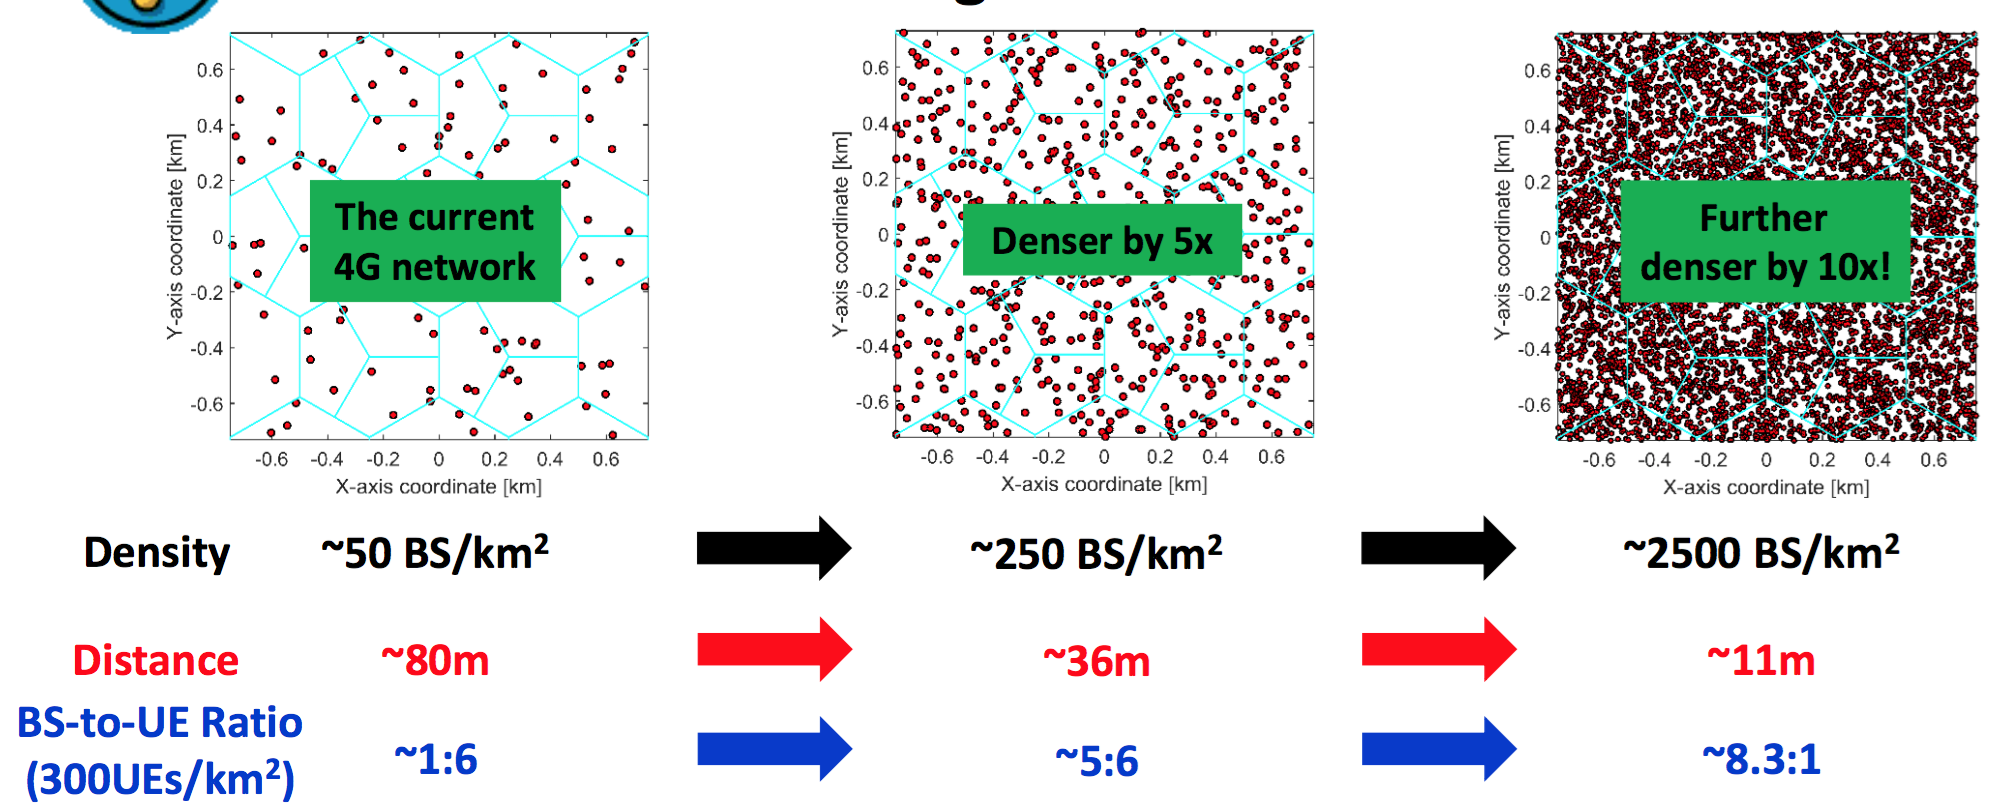 g
0.6
0.4
0.2
0
-0.2
-0.4
-0.6
Y-axis coordinate [km]
-0.6 -0.4 -0.2 0 0.2 0.4 0.6
X-axis coordinate [km]
The current
4G network
0.6
0.4
0.2
0
-0.2
-0.4
-0.6
Y-axis coordinate [km]
-0.6 -0.4 -0.2 0 0.2 0.4 0.6
X-axis coordinate [km]
Denser by 5x
0.6
0.4
0.2
0
-0.2
-0.4
-0.6
Y-axis coordinate [km]
-0.6 -0.4 -0.2 0 0.2 0.4 0.6
X-axis coordinate [km]
Further
denser by 10x!
Density ~50 BS/km² ~250 BS/km² ~2500 BS/km²
Distance ~80m ~36m ~11m
BS-to-UE Ratio
(300UEs/km²) ~1:6 ~5:6 ~8.3:1